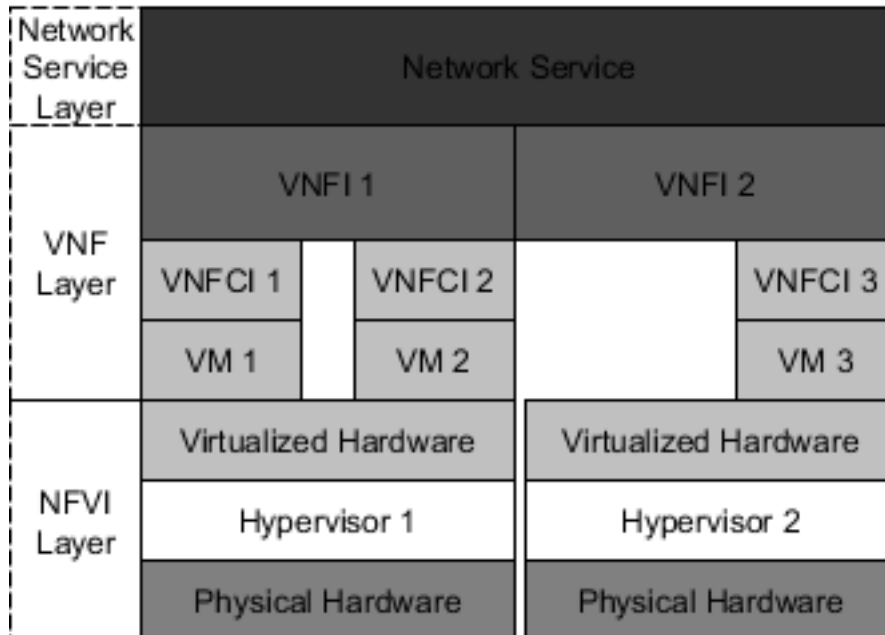 Network
Service
Layer
Network Service
VNF
Layer
VNFI 1
VNFI 2
VNFCI 1
VNFCI 2
VNFCI 3
VM 1
VM 2
VM 3
NFVI
Layer
Virtualized Hardware
Virtualized Hardware
Hypervisor 1
Hypervisor 2
Physical Hardware
Physical Hardware